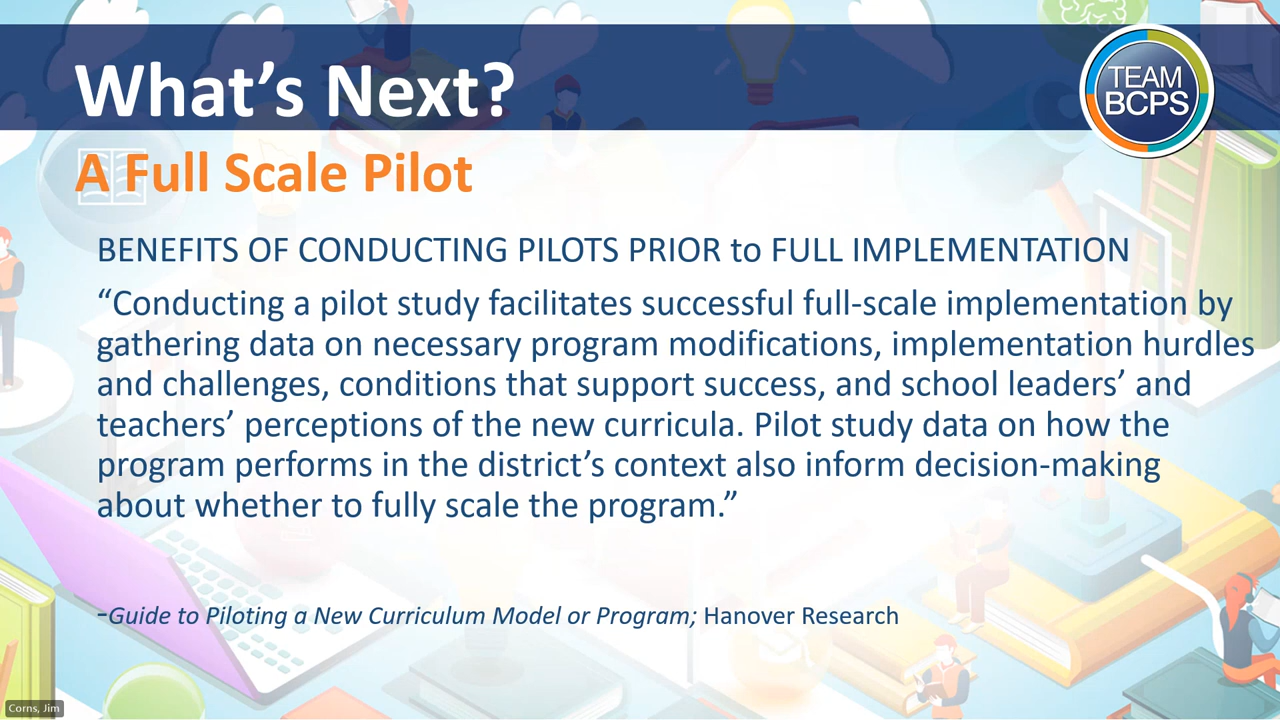 What's Next?
TEAM
BCPS
A Full Scale Pilot
BENEFITS OF CONDUCTING PILOTS PRIOR to FULL IMPLEMENTATION
“Conducting a pilot study facilitates successful full-scale implementation by
gathering data on necessary program modifications, implementation hurdles
and challenges, conditions that support success, and school leaders’ and
teachers’ perceptions of the new curricula. Pilot study data on how the
program performs in the district’s context also inform decision-making
about whether to fully scale the program.”
-Guide to Piloting a New Curriculum Model or Program; Hanover Research
Corns, Jim